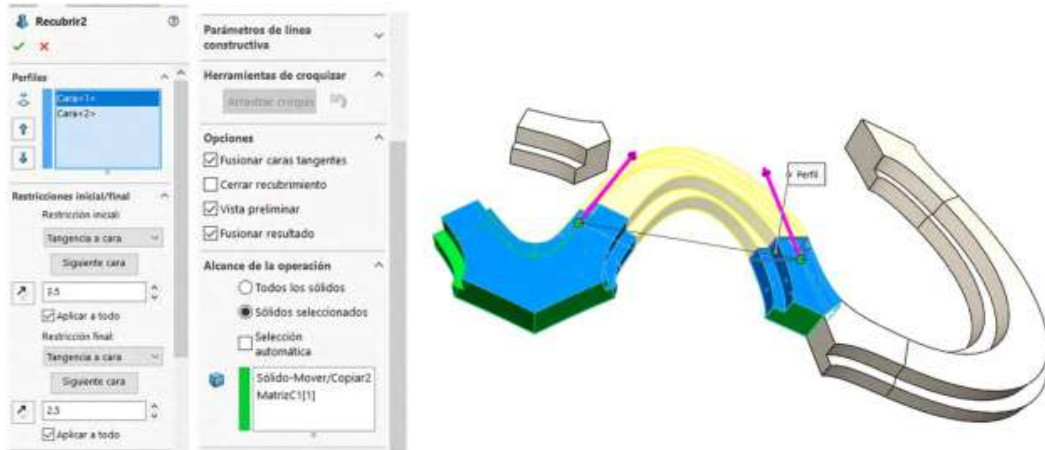 Recubrir2
Perfiles
Cara<1>
Cara<2>
Restricciones inicial/final
Restricción inicial:
Tangencia a cara
Siguiente cara
2.5
Aplicar a todo
Restricción final:
Tangencia a cara
Siguiente cara
2.5
Aplicar a todo
Parámetros de línea
constructiva
Herramientas de croquizar
Arrastrar croquis
Opciones
Fusionar caras tangentes
Cerrar recubrimiento
Vista preliminar
Fusionar resultado
Alcance de la operación
Todos los sólidos
Sólidos seleccionados
Selección
automática
Sólido-Mover/Copiar2
MatrizC1[1]
Perfil